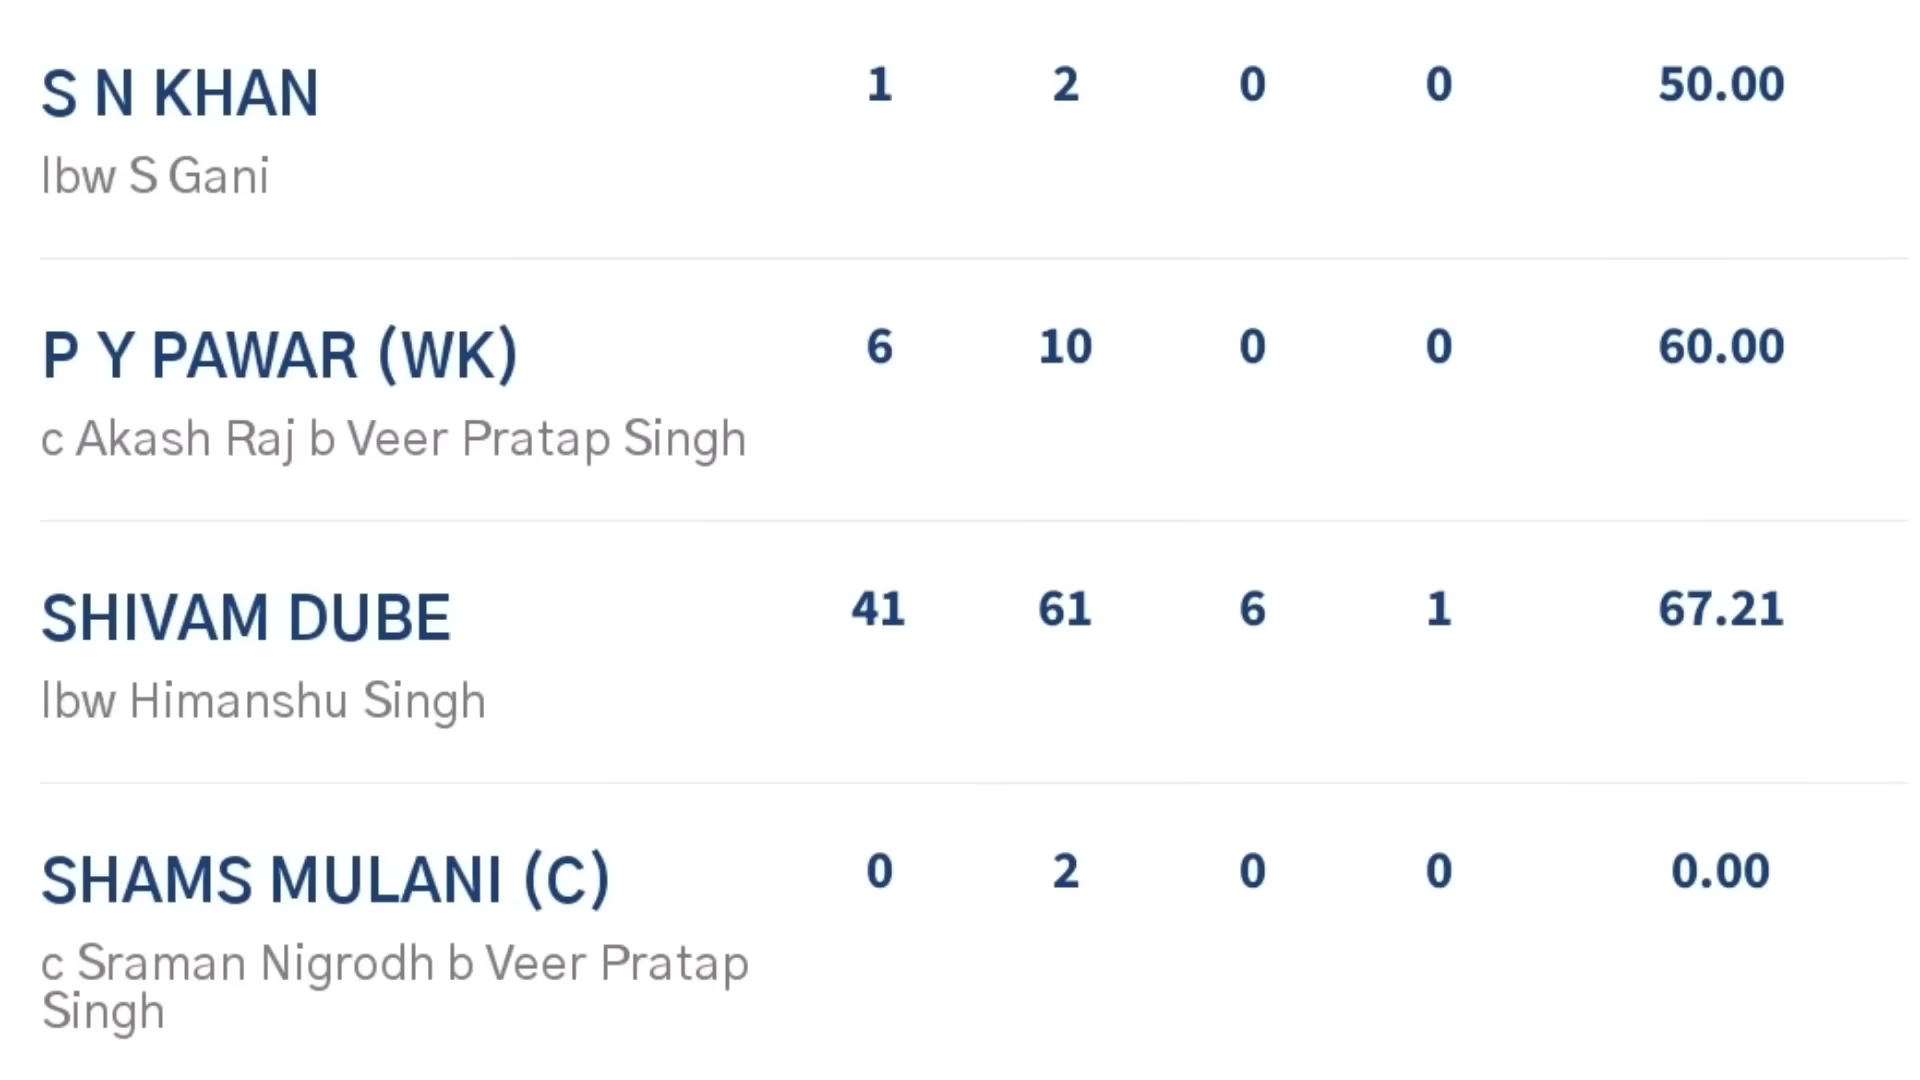 S N KHAN 1 2 0 0 50.00
lbw S Gani
P Y PAWAR (WK) 6 10 0 0 60.00
c Akash Raj b Veer Pratap Singh
SHIVAM DUBE 41 61 6 1 67.21
lbw Himanshu Singh
SHAMS MULANI (C) 0 2 0 0 0.00
c Sraman Nigrodh b Veer Pratap
Singh